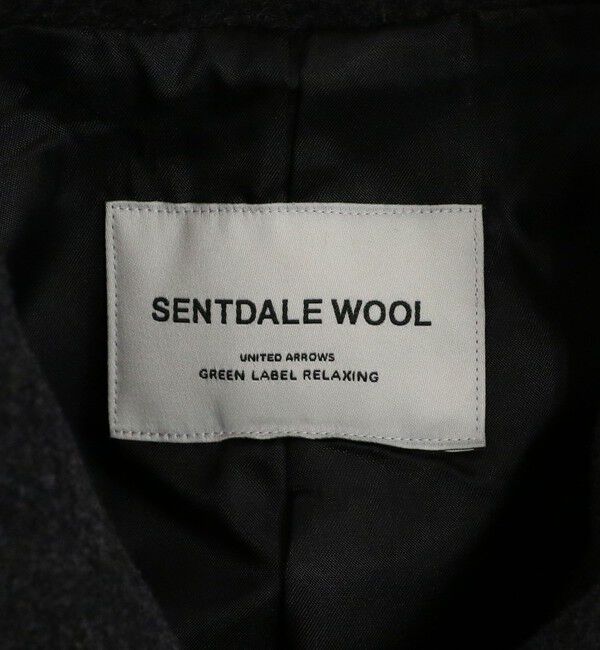 SENTDALE WOOL
UNITED ARROWS
GREEN LABEL RELAXING